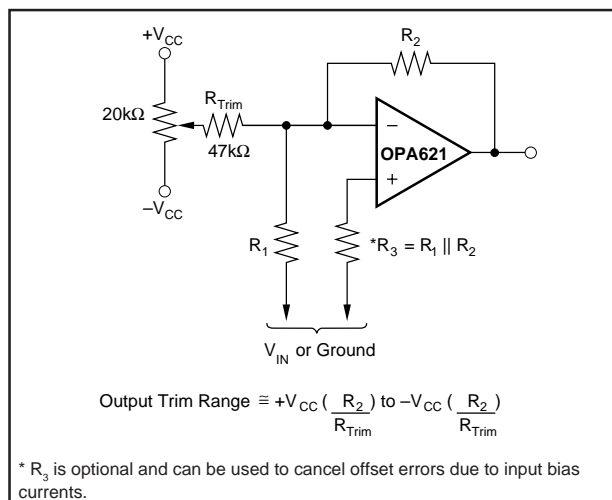 +VCC
R2
RTrim
20kΩ
47kΩ
–
OPA621
+
–VCC
R1
*R3 = R1 || R2
VIN or Ground
Output Trim Range ≅ +VCC ( R2 / RTrim ) to –VCC ( R2 / RTrim )
* R3 is optional and can be used to cancel offset errors due to input bias
currents.